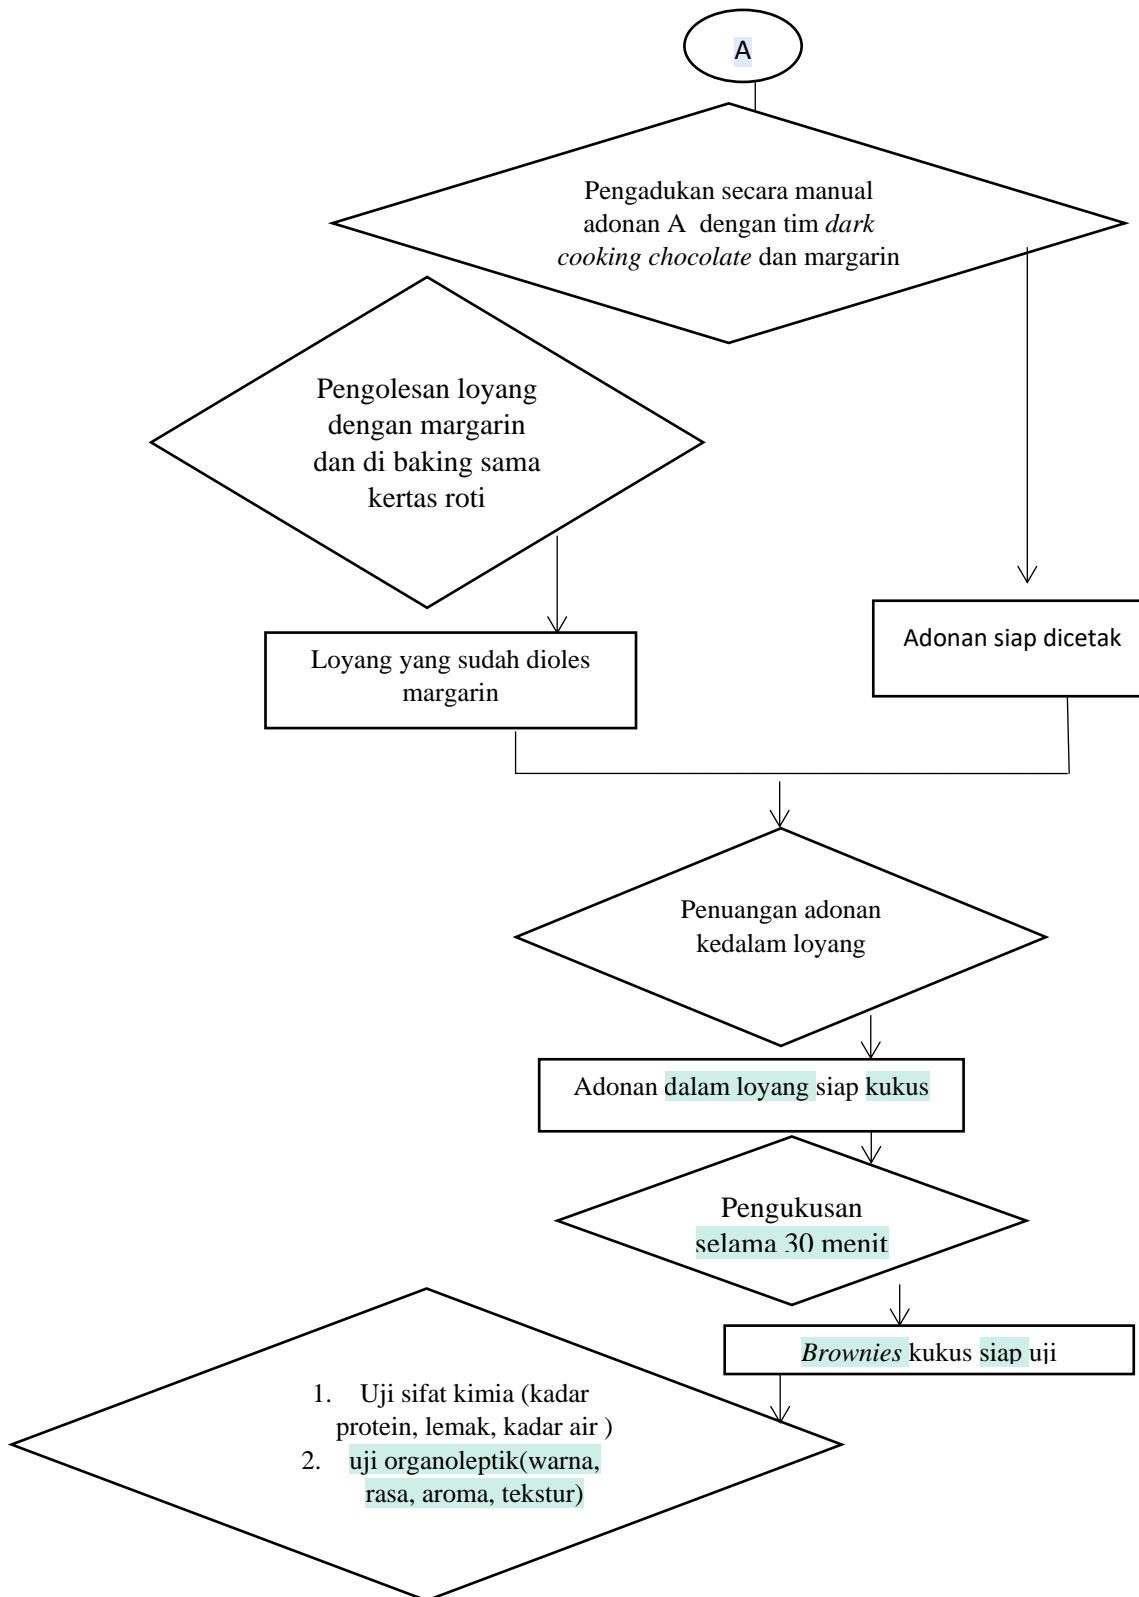 A
Pengadukan secara manual
adonan A dengan tim dark
cooking chocolate dan margarin
Pengolesan loyang
dengan margarin
dan di baking sama
kertas roti
Loyang yang sudah dioles
margarin
Adonan siap dicetak
Penuangan adonan
kedalam loyang
Adonan dalam loyang siap kukus
Pengukusan
selama 30 menit
Brownies kukus siap uji
1. Uji sifat kimia (kadar
protein, lemak, kadar air )
2. uji organoleptik(warna,
rasa, aroma, tekstur)